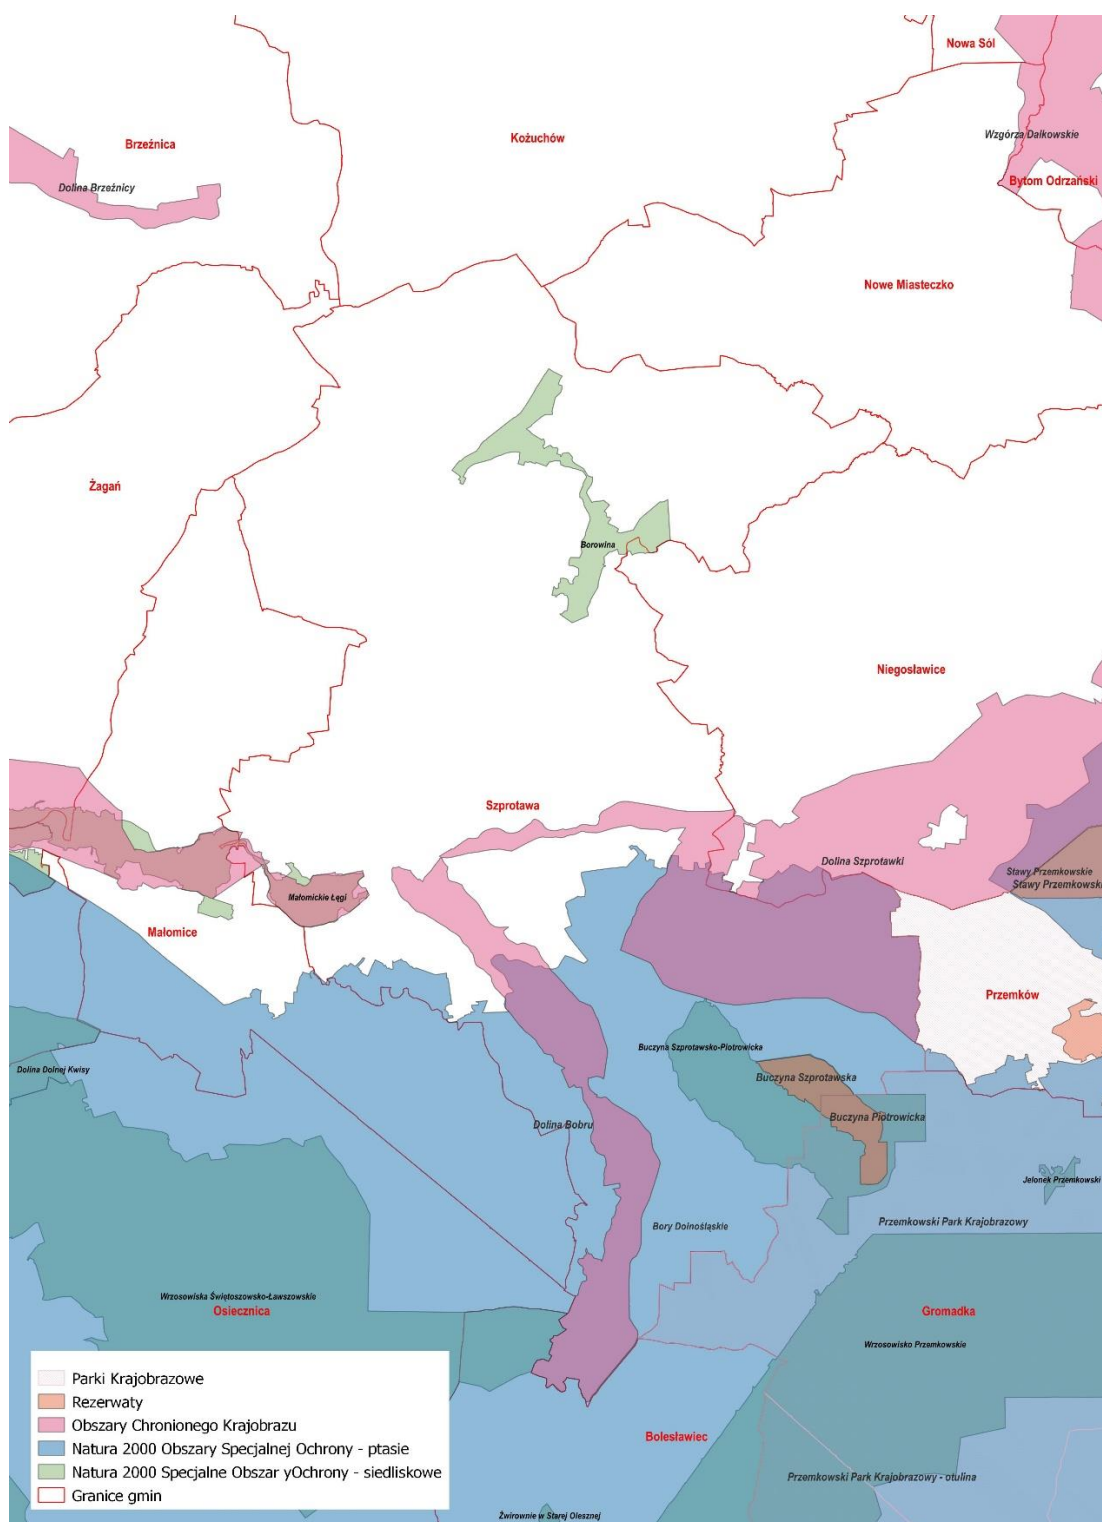 Nowa Sól
Wzgórza Dalkowskie
Kożuchów
Brzeźnica
Bytom Odrzański
Dolina Brzeźnicy
Nowe Miasteczko
Żagań
Borowina
Niegosławice
Szprotawa
Dolina Szprotawki
Stawy Przemkowskie
Stawy Przemkowski
Małomickie Łęgi
Małomice
Przemków
Buczyna Szprotawsko-Piotrowicka
Dolina Dolnej Kwisy
Buczyna Szprotawska
Buczyna Piotrowicka
Dolina Bobru
Jelonek Przemkowski
Przemkowski Park Krajobrazowy
Bory Dolnośląskie
Wrzosowiska Świętoszowsko-Ławszowskie
Osiecznica
Gromadka
Wrzosowisko Przemkowskie
Parki Krajobrazowe
Rezerwaty
Obszary Chronionego Krajobrazu
Natura 2000 Obszary Specjalnej Ochrony - ptasie
Natura 2000 Specjalne Obszar yOchrony - siedliskowe
Granice gmin
Bolesławiec
Przemkowski Park Krajobrazowy - otulina
Żwirownie w Starej Olesznej